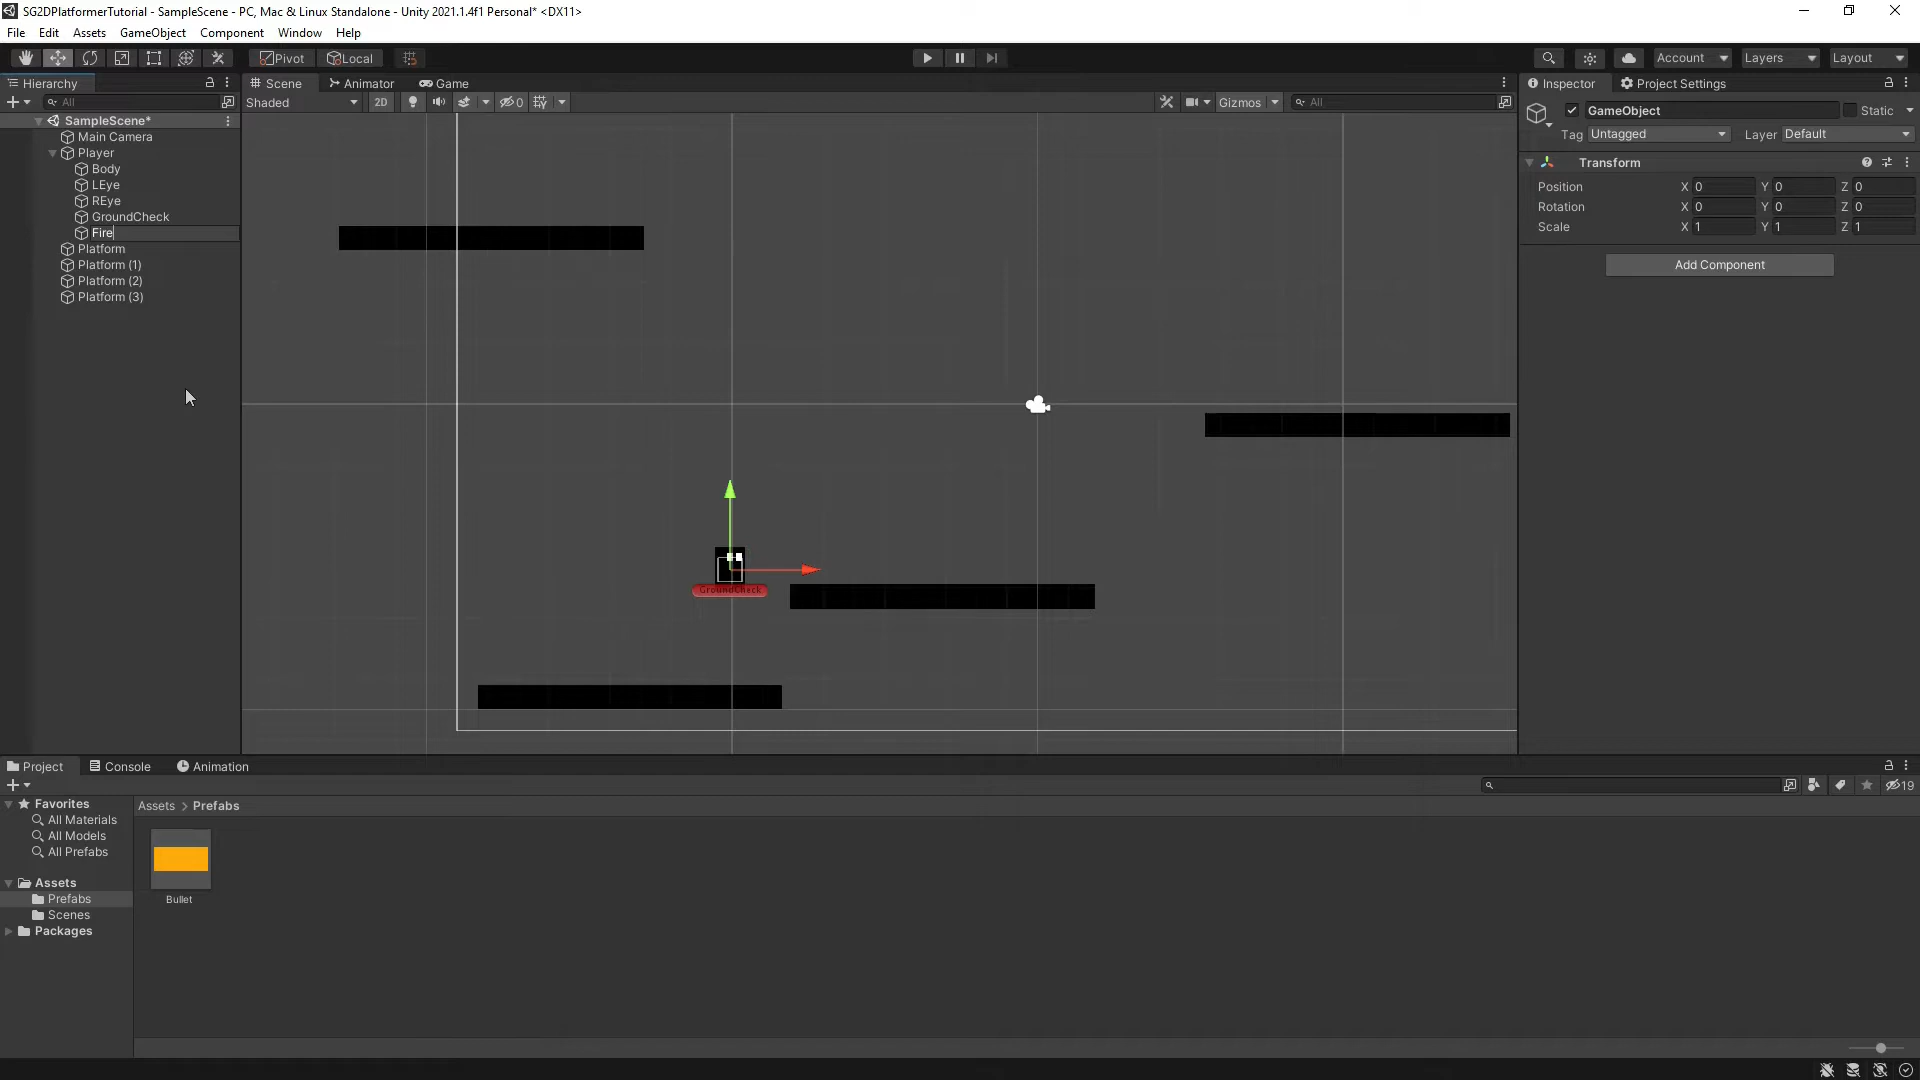 SG2DPlatformerTutorial - SampleScene - PC, Mac & Linux Standalone - Unity 2021.1.4f1 Personal* <DX11>
File Edit Assets GameObject Component Window Help
Pivot Local Account Layers Layout
Hierarchy Scene Animator Game Inspector Project Settings
All Shaded 2D 0 Gizmos All
GameObject Static
Tag Untagged Layer Default
SampleScene*
Main Camera
Player
Body
LEye
REye
GroundCheck
Fire
Platform
Platform (1)
Platform (2)
Platform (3)
Transform
Position X 0 Y 0 Z 0
Rotation X 0 Y 0 Z 0
Scale X 1 Y 1 Z 1
Add Component
GroundCheck
Project Console Animation
19
Favorites
All Materials
All Models
All Prefabs
Assets
Prefabs
Scenes
Packages
Assets > Prefabs
Bullet